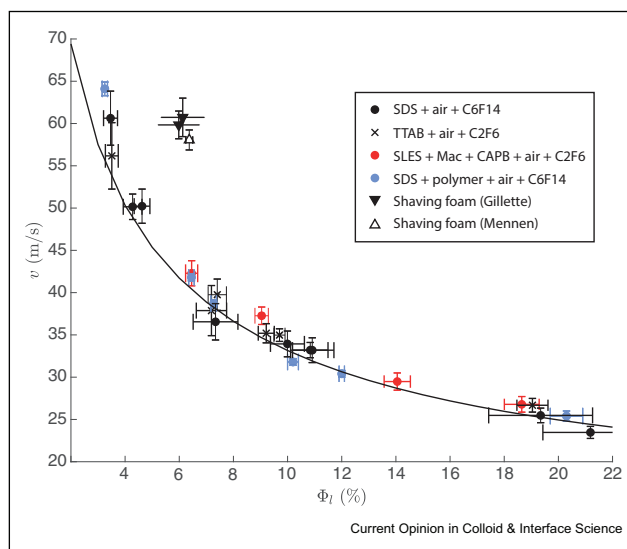 70
65
60
55
50
45
40
35
30
25
20
v (m/s)
SDS + air + C6F14
TTAB + air + C2F6
SLES + Mac + CAPB + air + C2F6
SDS + polymer + air + C6F14
Shaving foam (Gillette)
Shaving foam (Mennen)
4 6 8 10 12 14 16 18 20 22
Φl (%)
Current Opinion in Colloid & Interface Science